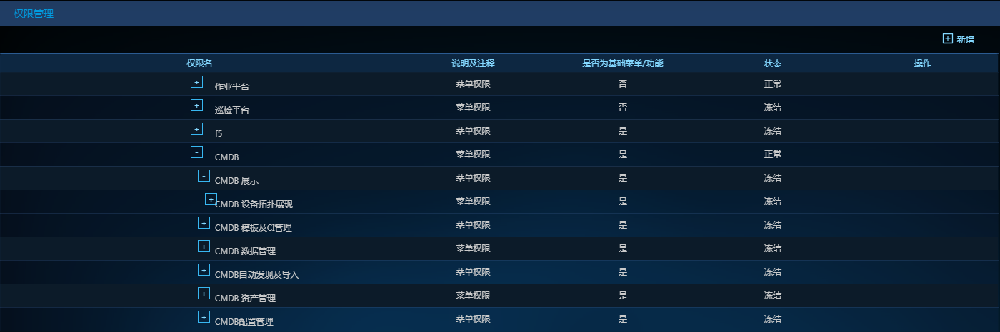 权限管理
+ 新增
权限名 说明及注释 是否为基础菜单/功能 状态 操作
+ 作业平台 菜单权限 否 正常
+ 巡检平台 菜单权限 否 冻结
+ f5 菜单权限 是 冻结
- CMDB 菜单权限 是 正常
- CMDB 展示 菜单权限 是 冻结
+ CMDB 设备拓扑展现 菜单权限 是 冻结
+ CMDB 模板及CI管理 菜单权限 是 冻结
+ CMDB 数据管理 菜单权限 是 冻结
+ CMDB自动发现及导入 菜单权限 是 冻结
+ CMDB 资产管理 菜单权限 是 冻结
+ CMDB配置管理 菜单权限 是 冻结